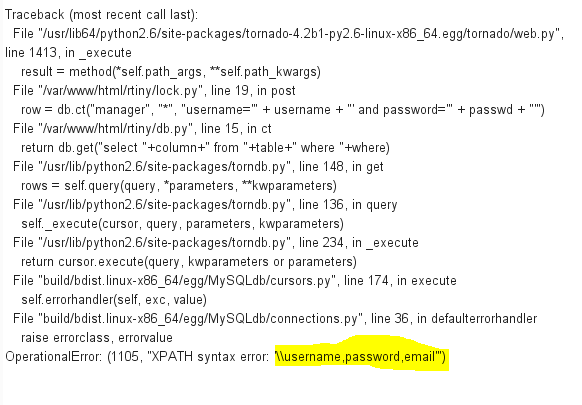 Traceback (most recent call last):
File "/usr/lib64/python2.6/site-packages/tornado-4.2b1-py2.6-linux-x86_64.egg/tornado/web.py",
line 1413, in _execute
result = method(*self.path_args, **self.path_kwargs)
File "/var/www/html/rtiny/lock.py", line 19, in post
row = db.ct("manager", "*", "username='" + username + "' and password='" + passwd + "'")
File "/var/www/html/rtiny/db.py", line 15, in ct
return db.get("select "+column+" from "+table+" where "+where)
File "/usr/lib/python2.6/site-packages/torndb.py", line 148, in get
rows = self.query(query, *parameters, **kwparameters)
File "/usr/lib/python2.6/site-packages/torndb.py", line 136, in query
self._execute(cursor, query, parameters, kwparameters)
File "/usr/lib/python2.6/site-packages/torndb.py", line 234, in _execute
return cursor.execute(query, kwparameters or parameters)
File "build/bdist.linux-x86_64/egg/MySQLdb/cursors.py", line 174, in execute
self.errorhandler(self, exc, value)
File "build/bdist.linux-x86_64/egg/MySQLdb/connections.py", line 36, in defaulterrorhandler
raise errorclass, errorvalue
OperationalError: (1105, "XPATH syntax error: '\\username,password,email'")